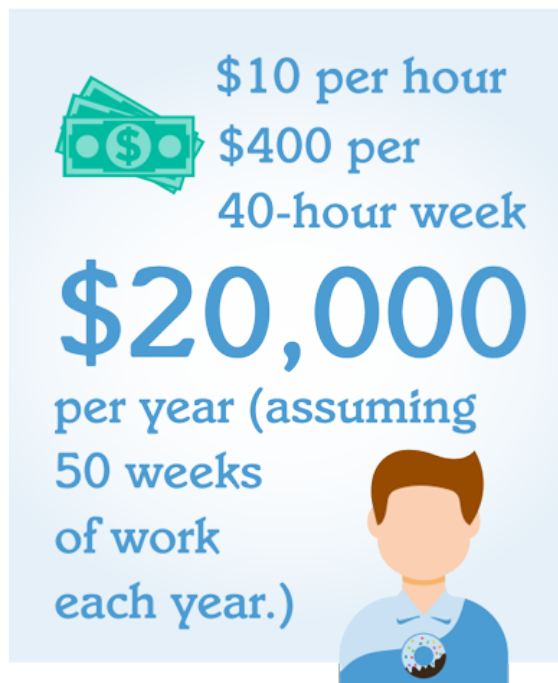 $10 per hour
$400 per
40-hour week
$20,000
per year (assuming
50 weeks
of work
each year.)
$